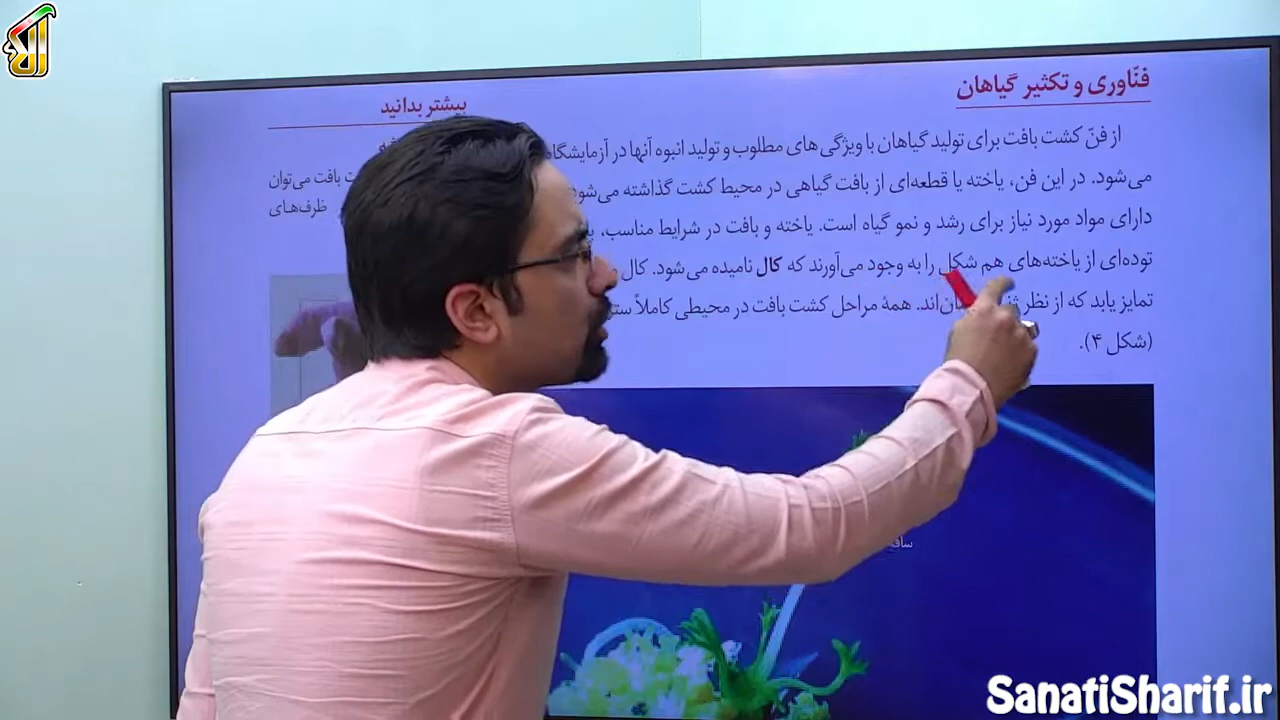 فنّاوری و تکثیر گیاهان
از فنّ کشت بافت برای تولید گیاهان با ویژگی های مطلوب و تولید انبوه آنها در آزمایشگاه
می‌شود. در این فن، یاخته یا قطعه‌ای از بافت گیاهی در محیط کشت گذاشته می‌شود
دارای مواد مورد نیاز برای رشد و نمو گیاه است. یاخته و بافت در شرایط مناسب،
توده‌ای از یاخته‌های هم شکل را به وجود می‌آورند که کال نامیده می‌شود. کال
تمایز یابد که از نظر اند. همهٔ مراحل کشت بافت در محیطی کاملاً
(شکل ۴).
بیشتر بدانید
بافت می‌توان
ظرف‌های
SanatiSharif.ir